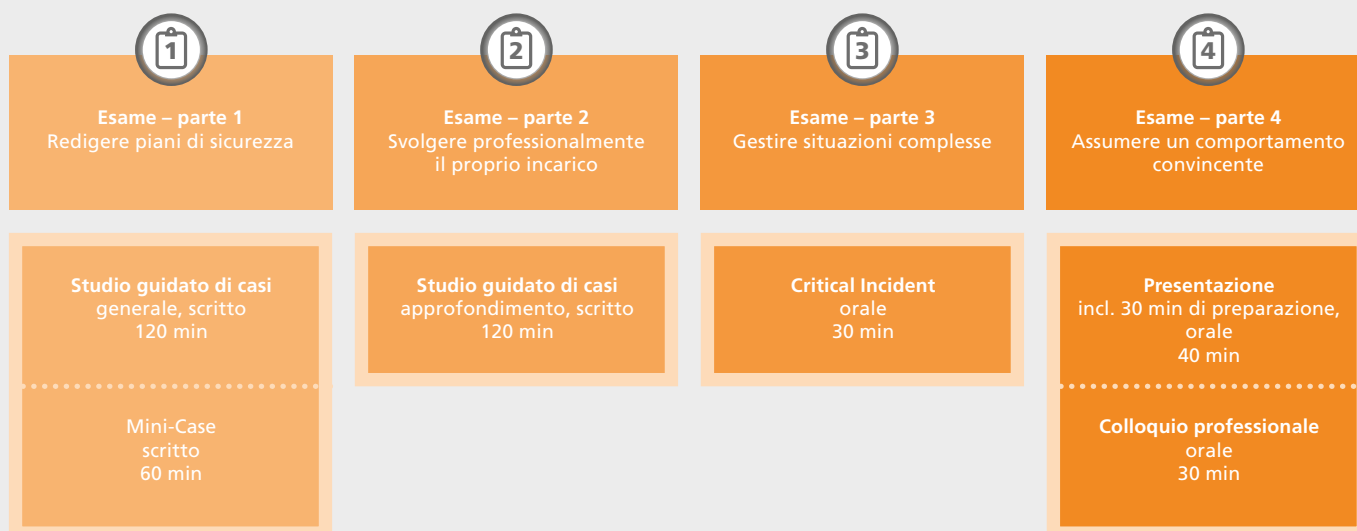 1
Esame – parte 1
Redigere piani di sicurezza
Studio guidato di casi
generale, scritto
120 min
Mini-Case
scritto
60 min
2
Esame – parte 2
Svolgere professionalmente
il proprio incarico
Studio guidato di casi
approfondimento, scritto
120 min
3
Esame – parte 3
Gestire situazioni complesse
Critical Incident
orale
30 min
4
Esame – parte 4
Assumere un comportamento
convincente
Presentazione
incl. 30 min di preparazione,
orale
40 min
Colloquio professionale
orale
30 min